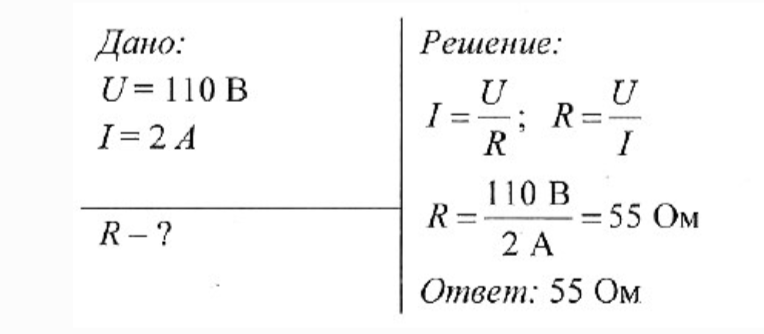 Дано:
U = 110 В
I = 2 А
R – ?
Решение:
I = U/R; R = U/I
R = 110 В/2 А = 55 Ом
Ответ: 55 Ом